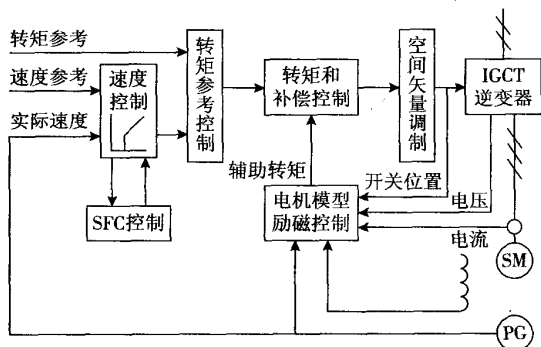 转矩参考
速度参考
实际速度
速度
控制
SFC控制
转矩参考控制
转矩和
补偿控制
空间矢量调制
IGCT
逆变器
辅助转矩
开关位置
电压
电机模型
励磁控制
电流
SM
PG